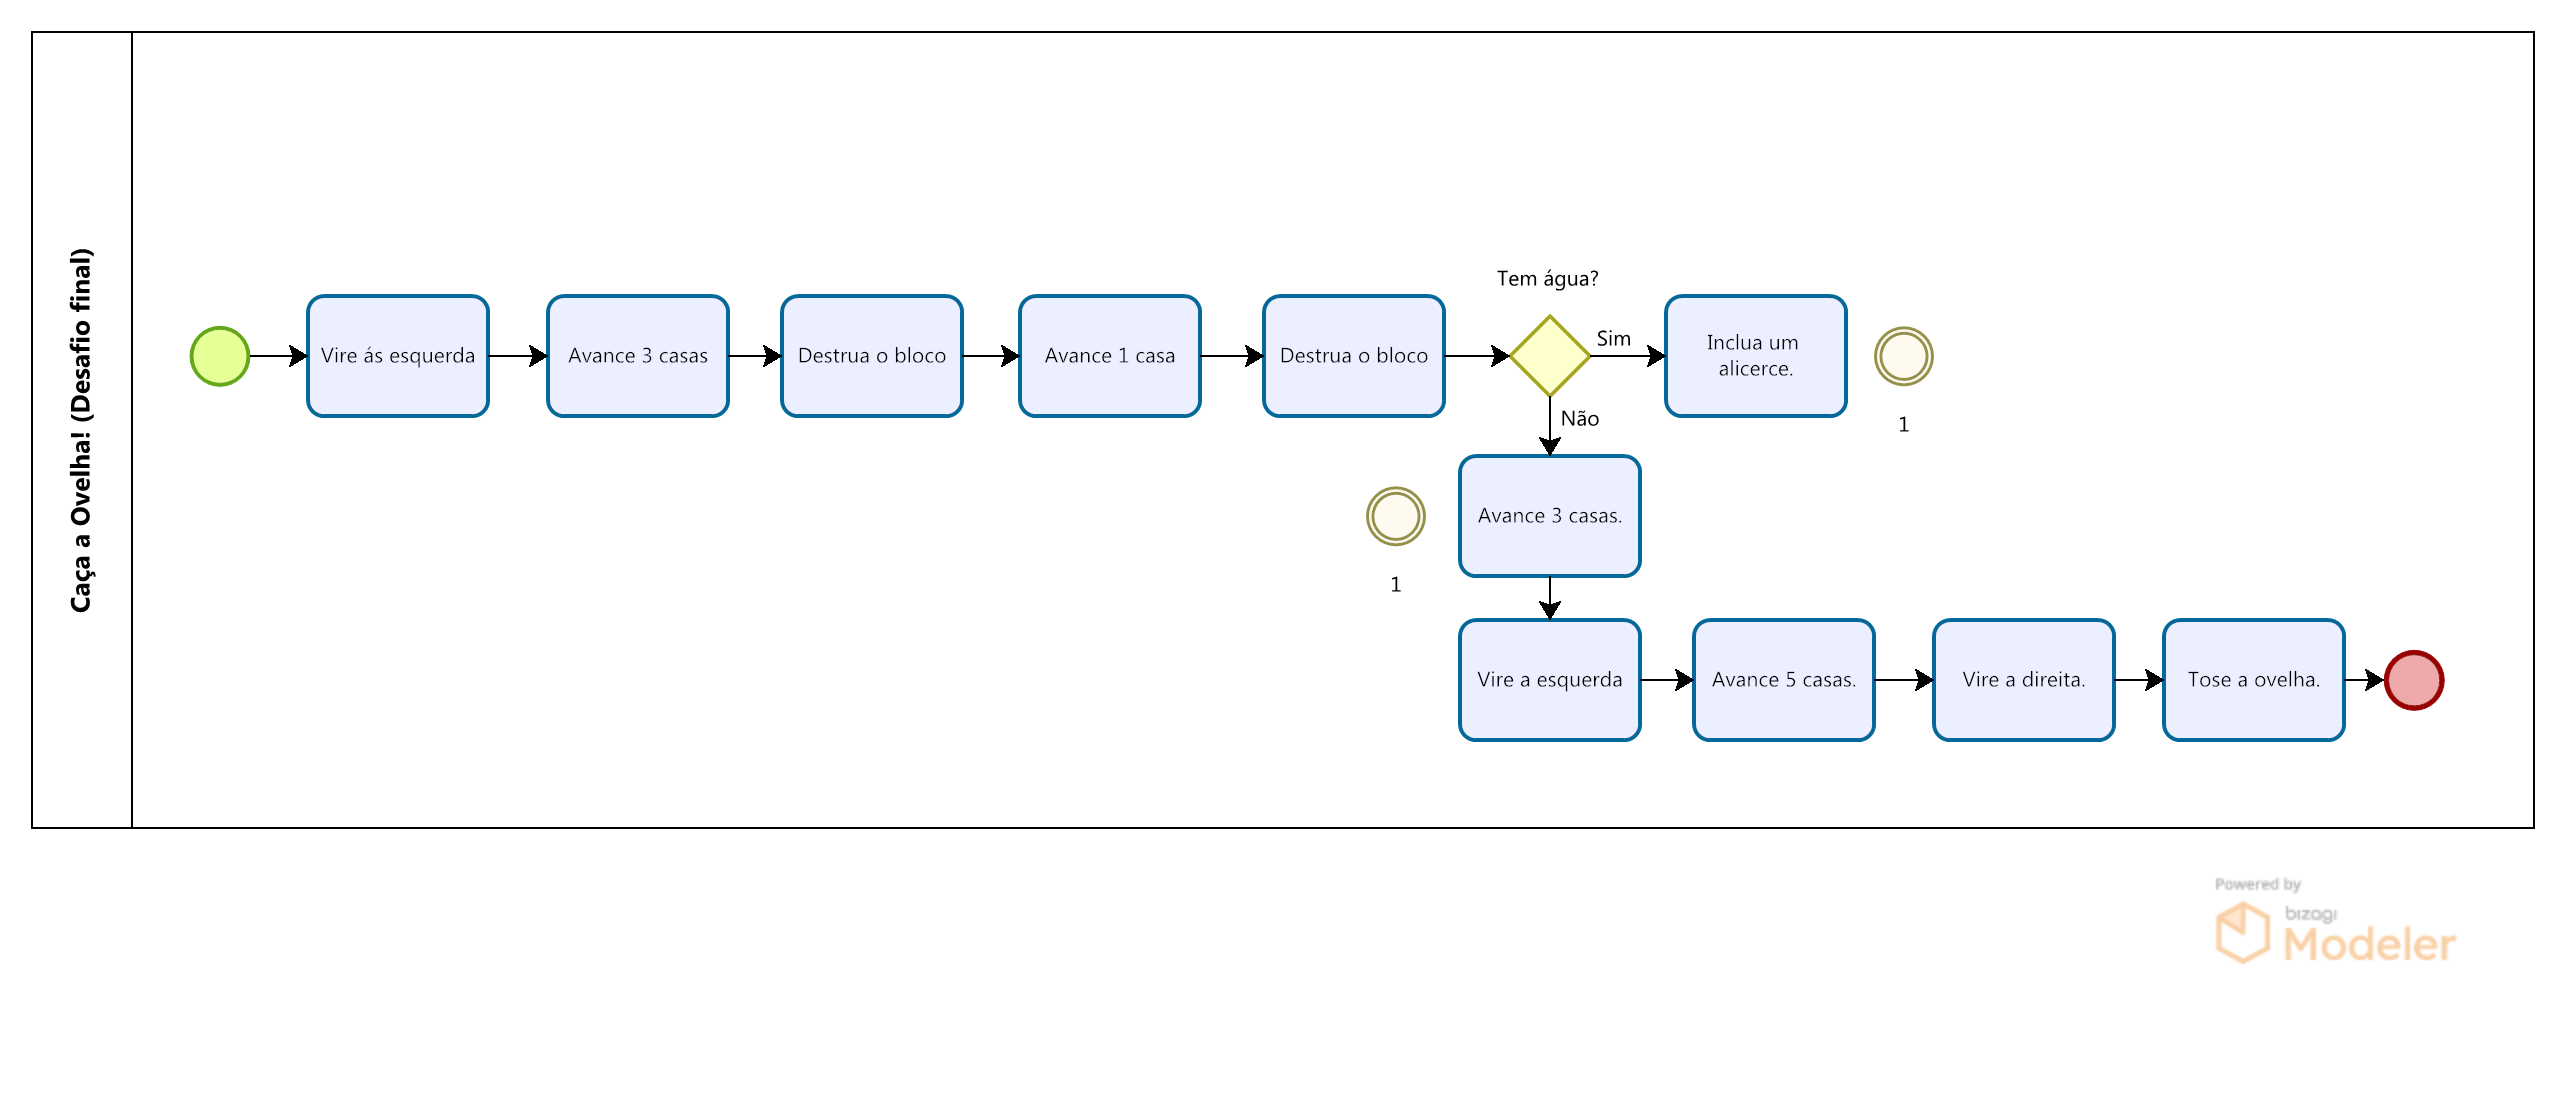 Caça a Ovelha! (Desafio final)
Vire ás esquerda
Avance 3 casas
Destrua o bloco
Avance 1 casa
Destrua o bloco
Tem água?
Sim
Não
Inclua um
alicerce.
1
1
Avance 3 casas.
Vire a esquerda
Avance 5 casas.
Vire a direita.
Tose a ovelha.
Powered by
bizagi
Modeler